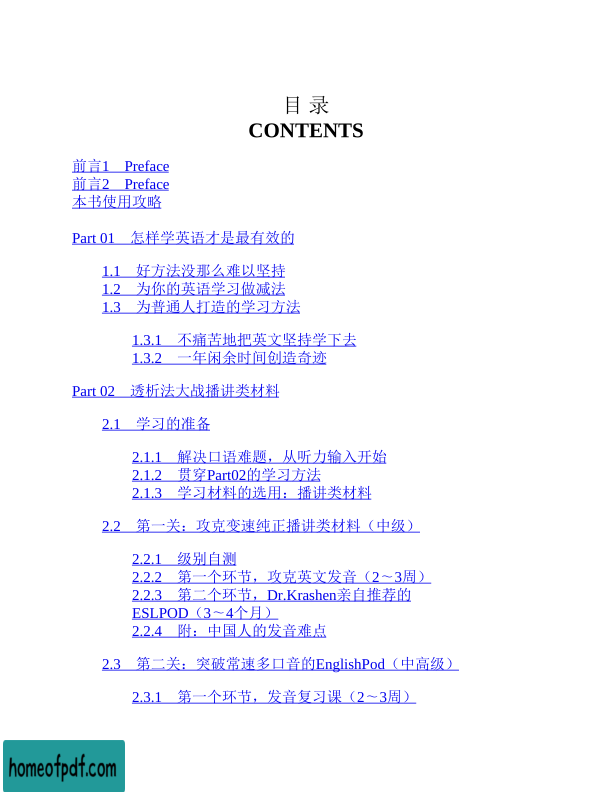 目 录
CONTENTS
前言1 Preface
前言2 Preface
本书使用攻略
Part 01 怎样学英语才是最有效的
1.1 好方法没那么难以坚持
1.2 为你的英语学习做减法
1.3 为普通人打造的学习方法
1.3.1 不痛苦地把英文坚持学下去
1.3.2 一年闲余时间创造奇迹
Part 02 透析法大战播讲类材料
2.1 学习的准备
2.1.1 解决口语难题，从听力输入开始
2.1.2 贯穿Part02的学习方法
2.1.3 学习材料的选用：播讲类材料
2.2 第一关：攻克变速纯正播讲类材料（中级）
2.2.1 级别自测
2.2.2 第一个环节，攻克英文发音（2～3周）
2.2.3 第二个环节，Dr.Krashen亲自推荐的
ESLPOD（3～4个月）
2.2.4 附：中国人的发音难点
2.3 第二关：突破常速多口音的EnglishPod（中高级）
2.3.1 第一个环节，发音复习课（2～3周）
homeofpdf.com